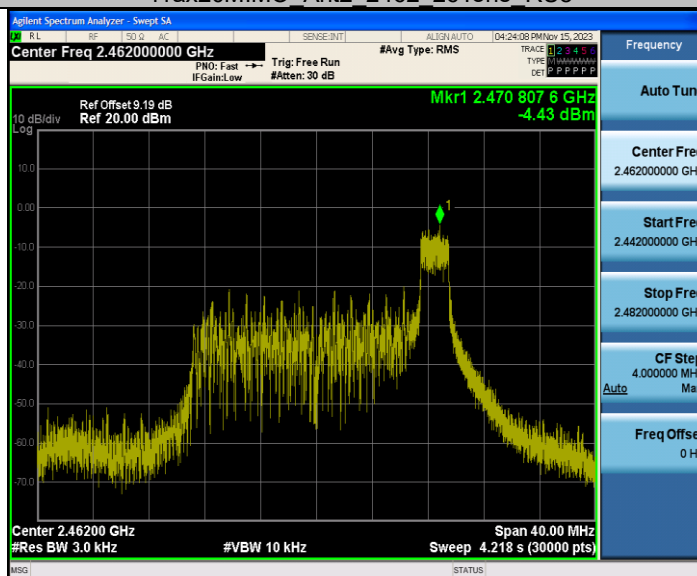 Agilent Spectrum Analyzer - Swept SA
RL RF 50 Ω AC SENSE:INT ALIGN AUTO 04:24:08 PM Nov 15, 2023
Center Freq 2.462000000 GHz #Avg Type: RMS TRACE 1 2 3 4 5 6
PNO: Fast Trig: Free Run TYPE M WWWWW
IFGain:Low #Atten: 30 dB DET P P P P P P
Mkr1 2.470 807 6 GHz
-4.43 dBm
Ref Offset 9.19 dB
10 dB/div Ref 20.00 dBm
Log
10.0
0.00
-10.0
-20.0
-30.0
-40.0
-50.0
-60.0
-70.0
1
Center 2.46200 GHz Span 40.00 MHz
#Res BW 3.0 kHz #VBW 10 kHz Sweep 4.218 s (30000 pts)
MSG STATUS
Frequency
Auto Tun
Center Fre
2.462000000 GH
Start Fre
2.442000000 GH
Stop Fre
2.482000000 GH
CF Step
4.000000 MH
Auto Ma
Freq Offse
0 H